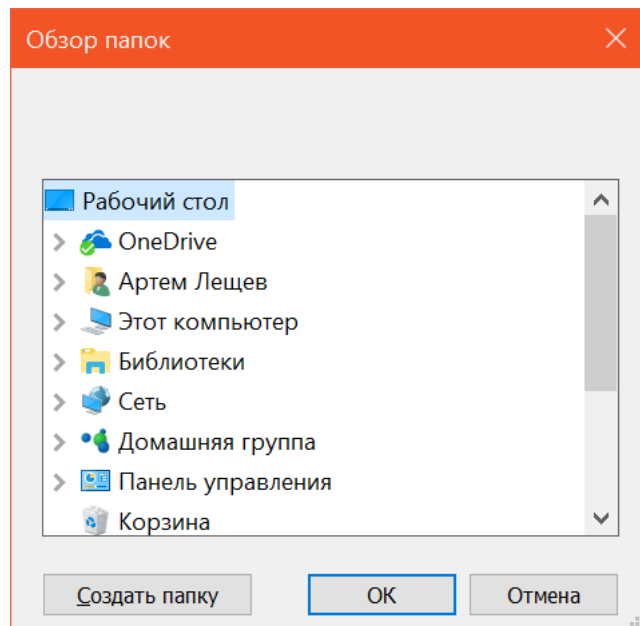 Обзор папок
Рабочий стол
OneDrive
Артем Лещев
Этот компьютер
Библиотеки
Сеть
Домашняя группа
Панель управления
Корзина
Создать папку ОК Отмена